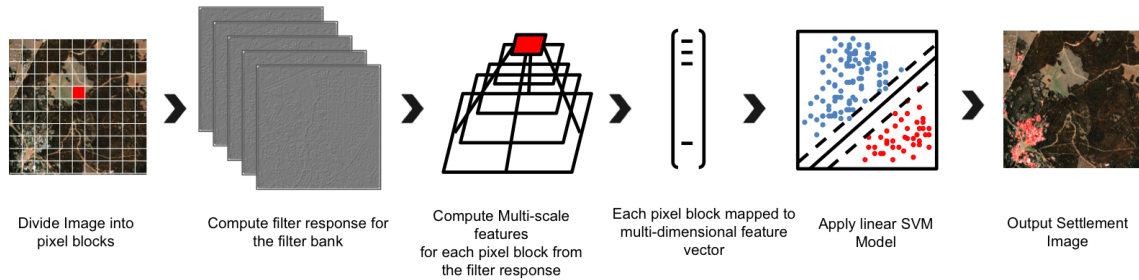 Divide Image into
pixel blocks
Compute filter response for
the filter bank
Compute Multi-scale
features
for each pixel block from
the filter response
Each pixel block mapped to
multi-dimensional feature
vector
Apply linear SVM
Model
Output Settlement
Image